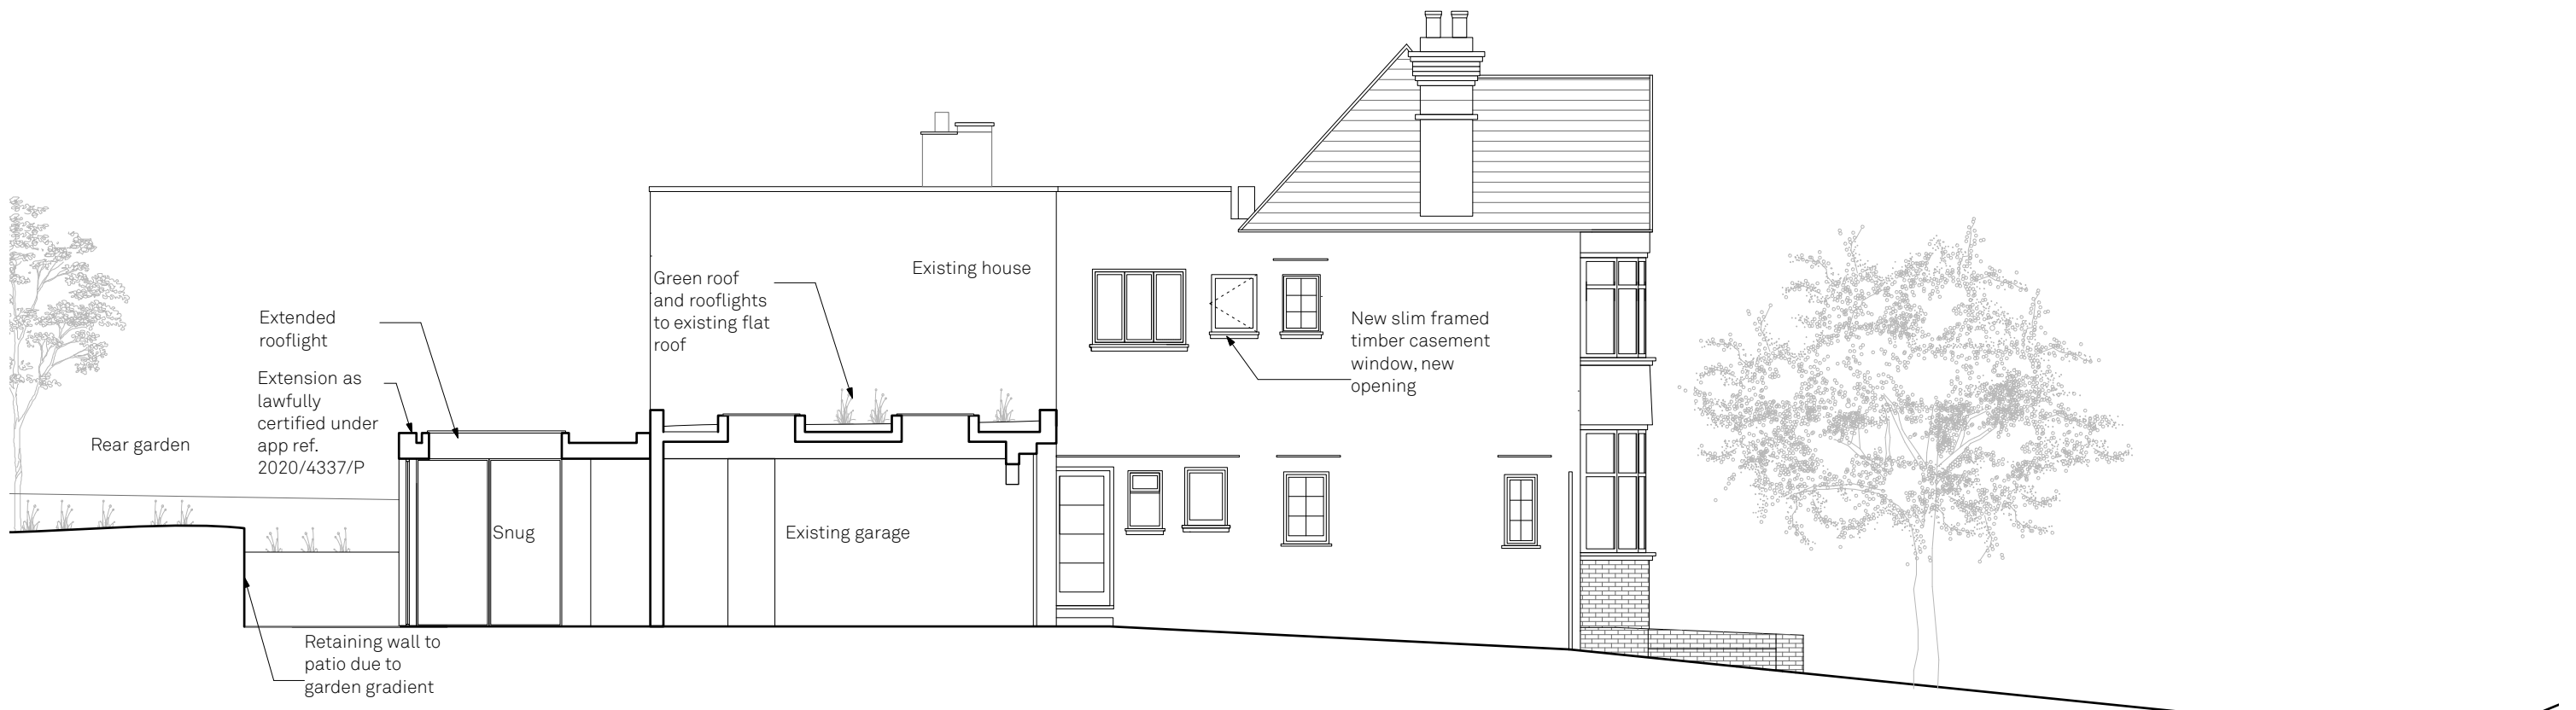 Existing house
Green roof
and rooflights
to existing flat
roof
Extended
rooflight
New slim framed
timber casement
window, new
opening
Extension as
lawfully
certified under
app ref.
2020/4337/P
Rear garden
Snug
Existing garage
Retaining wall to
patio due to
garden gradient